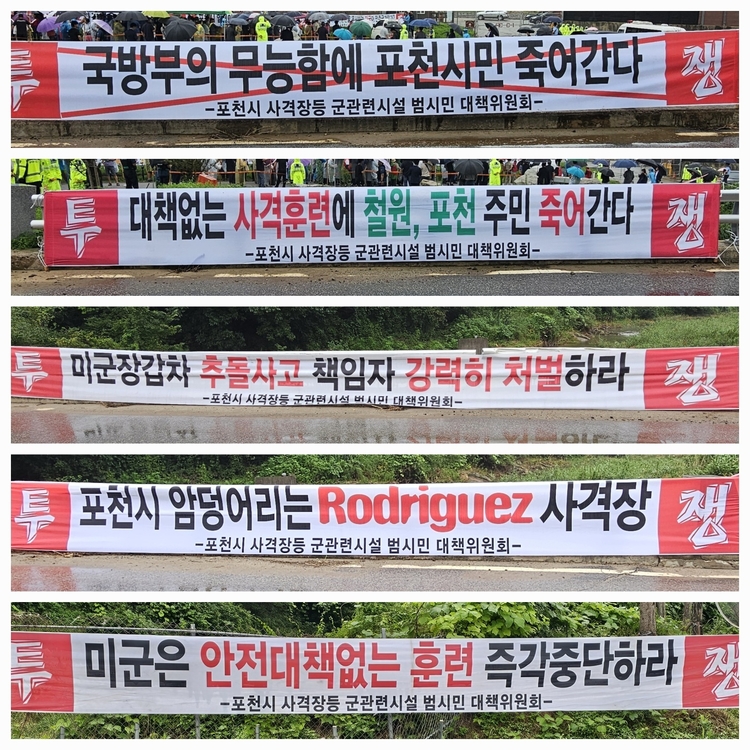 투 국방부의 무능함에 포천시민 죽어간다 쟁
-포천시 사격장등 군관련시설 범시민 대책위원회-
투 대책없는 사격훈련에 철원, 포천 주민 죽어간다 쟁
-포천시 사격장등 군관련시설 범시민 대책위원회-
투 미군장갑차 추돌사고 책임자 강력히 처벌하라 쟁
-포천시 사격장등 군관련시설 범시민 대책위원회-
투 포천시 암덩어리는 Rodriguez 사격장 쟁
-포천시 사격장등 군관련시설 범시민 대책위원회-
투 미군은 안전대책없는 훈련 즉각중단하라 쟁
-포천시 사격장등 군관련시설 범시민 대책위원회-